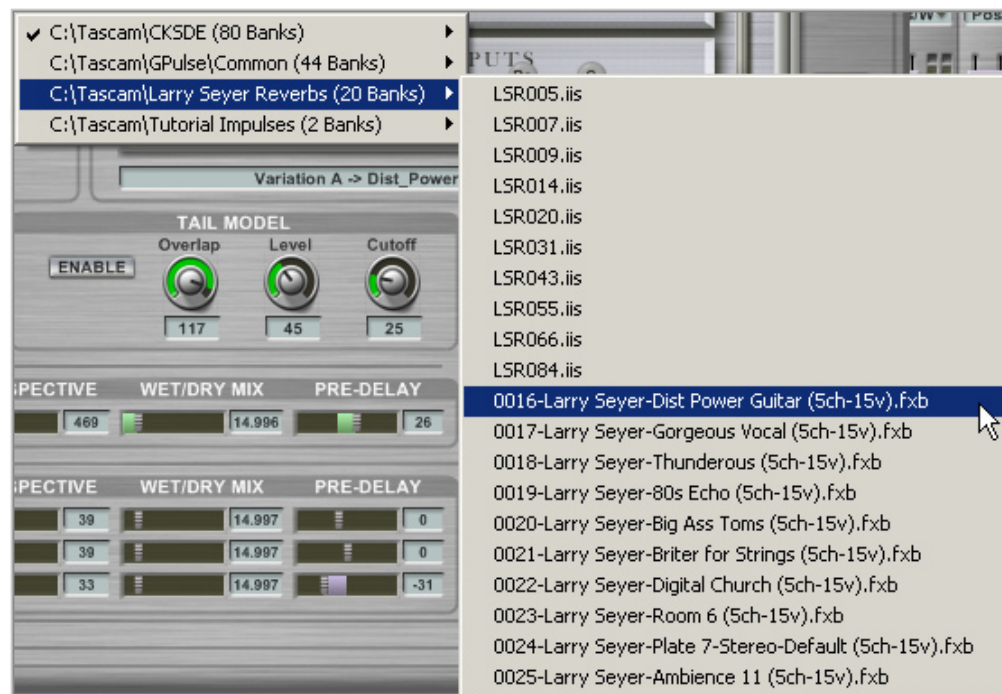 C:\Tascam\CKSDE (80 Banks)
C:\Tascam\GPulse\Common (44 Banks)
C:\Tascam\Larry Seyer Reverbs (20 Banks)
C:\Tascam\Tutorial Impulses (2 Banks)
PUTS
LSR005.iis
LSR007.iis
LSR009.iis
LSR014.iis
LSR020.iis
LSR031.iis
LSR043.iis
LSR055.iis
LSR066.iis
LSR084.iis
0016-Larry Seyer-Dist Power Guitar (5ch-15v).fxb
0017-Larry Seyer-Gorgeous Vocal (5ch-15v).fxb
0018-Larry Seyer-Thunderous (5ch-15v).fxb
0019-Larry Seyer-80s Echo (5ch-15v).fxb
0020-Larry Seyer-Big Ass Toms (5ch-15v).fxb
0021-Larry Seyer-Briter for Strings (5ch-15v).fxb
0022-Larry Seyer-Digital Church (5ch-15v).fxb
0023-Larry Seyer-Room 6 (5ch-15v).fxb
0024-Larry Seyer-Plate 7-Stereo-Default (5ch-15v).fxb
0025-Larry Seyer-Ambience 11 (5ch-15v).fxb
Variation A -> Dist_Power
TAIL MODEL
Overlap Level Cutoff
ENABLE
117 45 25
SPECTIVE WET/DRY MIX PRE-DELAY
469 14.996 26
SPECTIVE WET/DRY MIX PRE-DELAY
39 14.997 0
39 14.997 0
33 14.997 -31